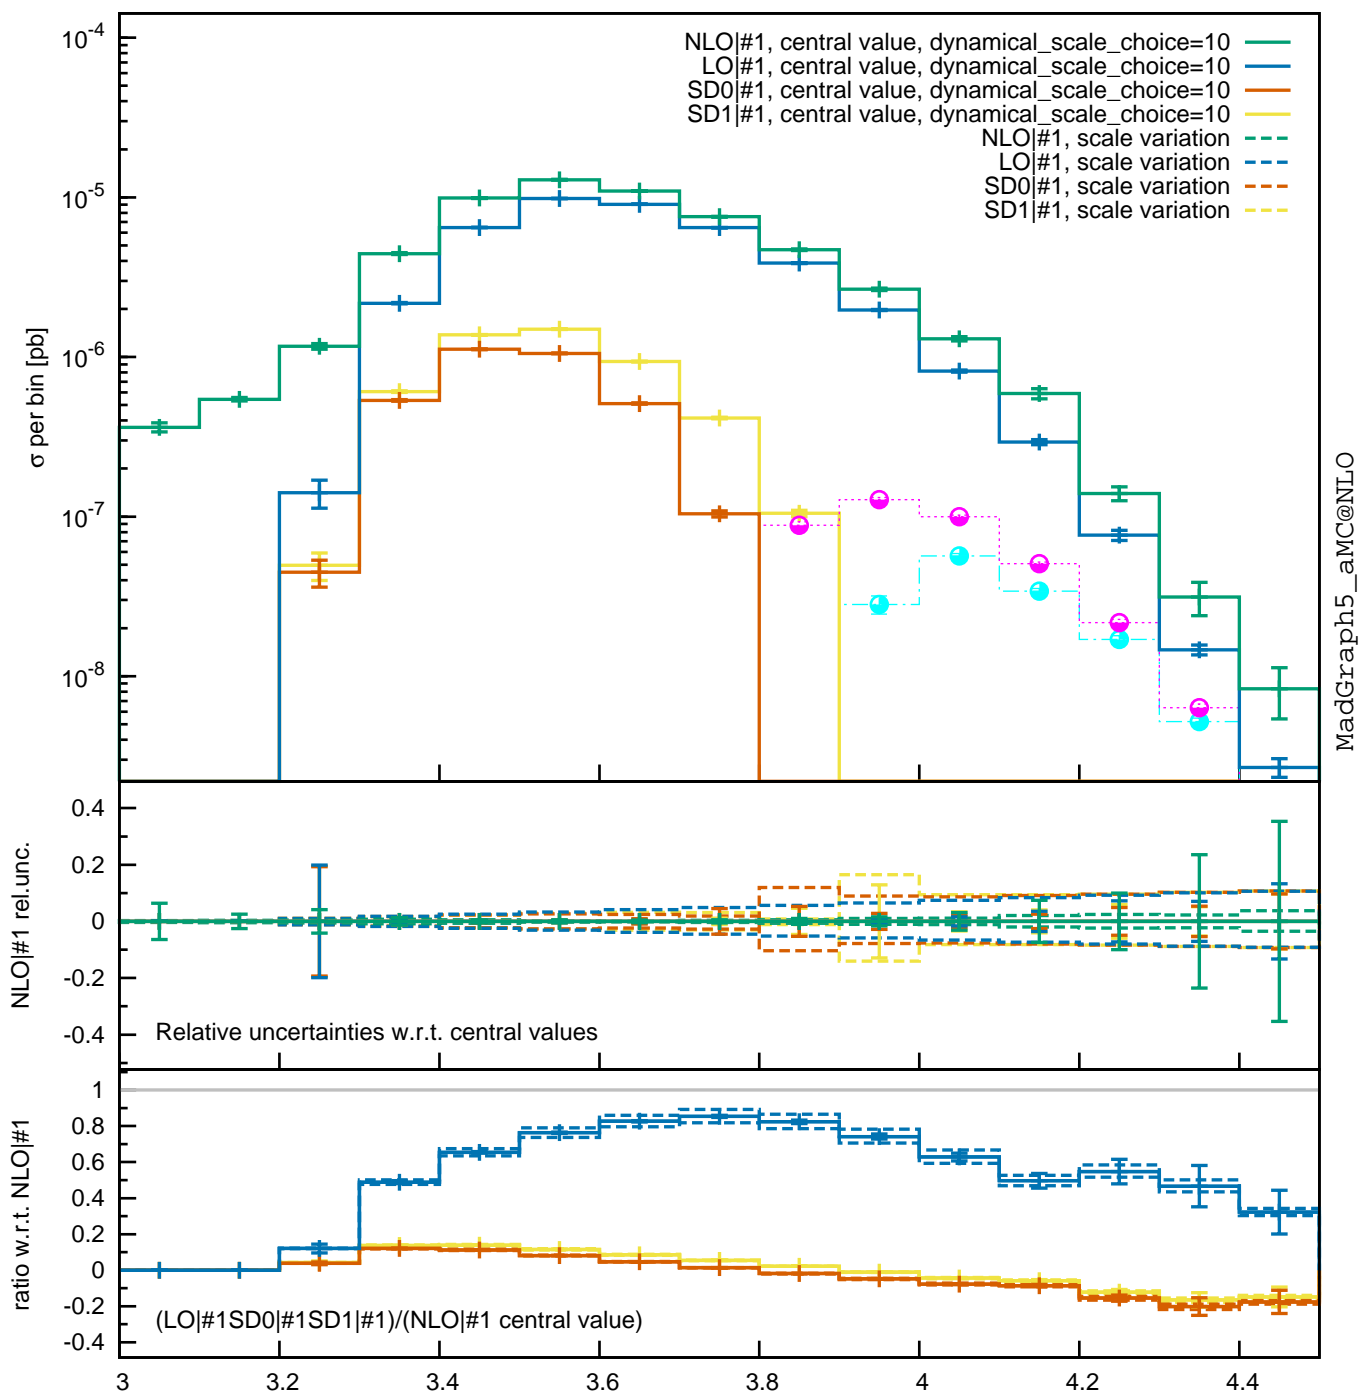 10^-4
NLO|#1, central value, dynamical_scale_choice=10
LO|#1, central value, dynamical_scale_choice=10
SD0|#1, central value, dynamical_scale_choice=10
SD1|#1, central value, dynamical_scale_choice=10
NLO|#1, scale variation
LO|#1, scale variation
SD0|#1, scale variation
SD1|#1, scale variation
10^-5
10^-6
10^-7
10^-8
σ per bin [pb]
MadGraph5_aMC@NLO
0.4
0.2
0
-0.2
-0.4
NLO|#1 rel.unc.
Relative uncertainties w.r.t. central values
1
0.8
0.6
0.4
0.2
0
-0.2
-0.4
ratio w.r.t. NLO|#1
(LO|#1SD0|#1SD1|#1)/(NLO|#1 central value)
3 3.2 3.4 3.6 3.8 4 4.2 4.4